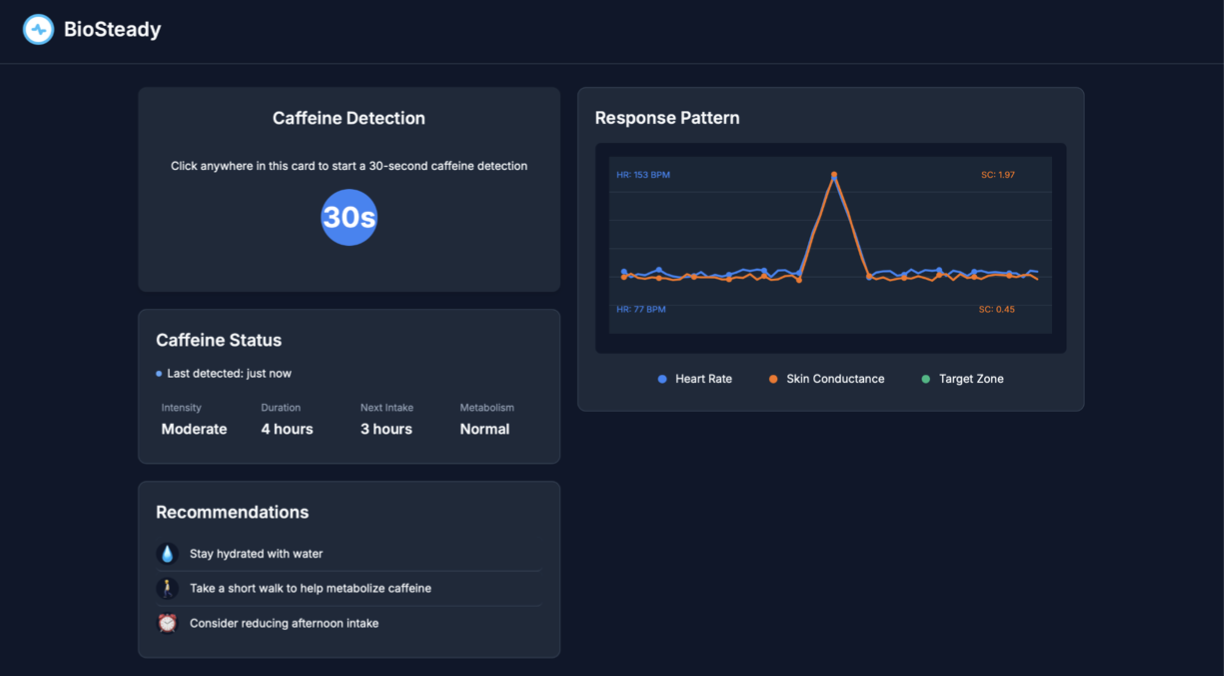 BioSteady
Caffeine Detection
Click anywhere in this card to start a 30-second caffeine detection
30s
Caffeine Status
Last detected: just now
Intensity Duration Next Intake Metabolism
Moderate 4 hours 3 hours Normal
Recommendations
Stay hydrated with water
Take a short walk to help metabolize caffeine
Consider reducing afternoon intake
Response Pattern
HR: 153 BPM SC: 1.97
HR: 77 BPM SC: 0.45
Heart Rate Skin Conductance Target Zone